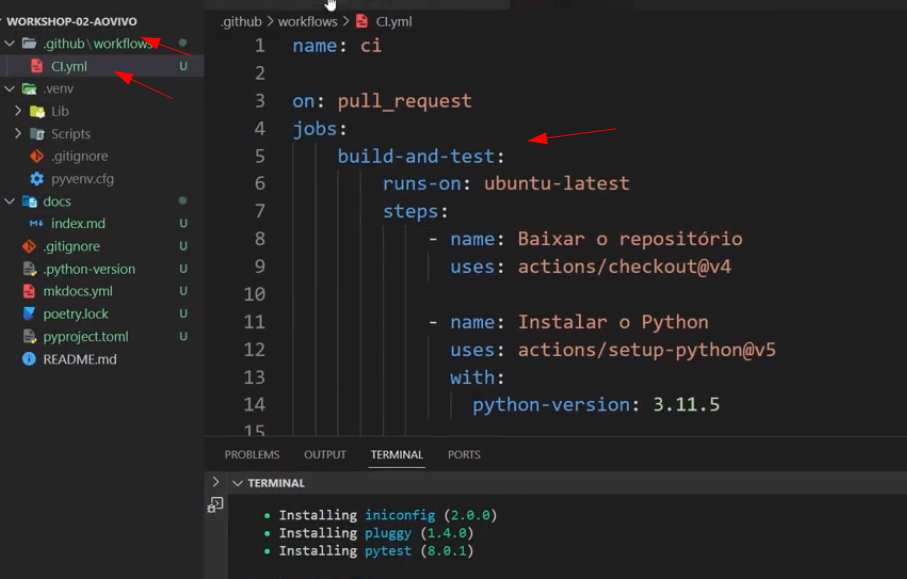 WORKSHOP-02-AOVIVO
.github\workflows
CI.yml U
.venv
Lib
Scripts
.gitignore
pyvenv.cfg
docs
index.md U
.gitignore U
.python-version U
mkdocs.yml U
poetry.lock U
pyproject.toml U
README.md
.github > workflows > CI.yml
1 name: ci
2
3 on: pull_request
4 jobs:
5 build-and-test:
6 runs-on: ubuntu-latest
7 steps:
8 - name: Baixar o repositório
9 uses: actions/checkout@v4
10
11 - name: Instalar o Python
12 uses: actions/setup-python@v5
13 with:
14 python-version: 3.11.5
15
PROBLEMS OUTPUT TERMINAL PORTS
TERMINAL
• Installing iniconfig (2.0.0)
• Installing pluggy (1.4.0)
• Installing pytest (8.0.1)